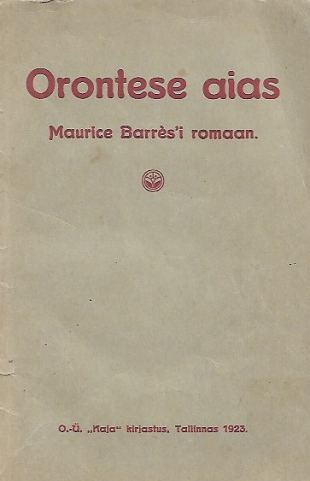 Orontese aias
Maurice Barrès'i romaan.
O.-Ü. „Kaja“ kirjastus, Tallinnas 1923.